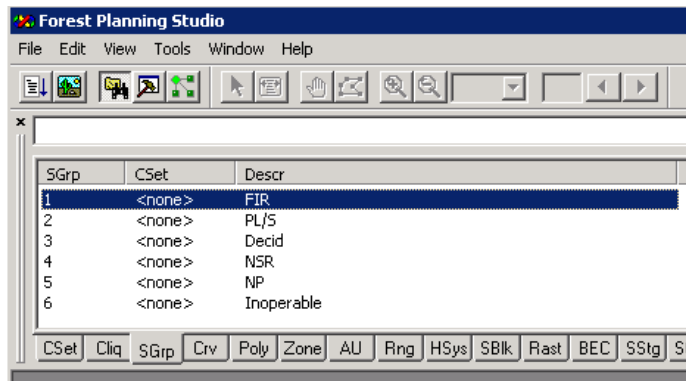 Forest Planning Studio
File Edit View Tools Window Help
SGrp CSet Descr
1 <none> FIR
2 <none> PL/S
3 <none> Decid
4 <none> NSR
5 <none> NP
6 <none> Inoperable
CSet Cliq SGrp Crv Poly Zone AU Rng HSys SBlk Rast BEC SStg